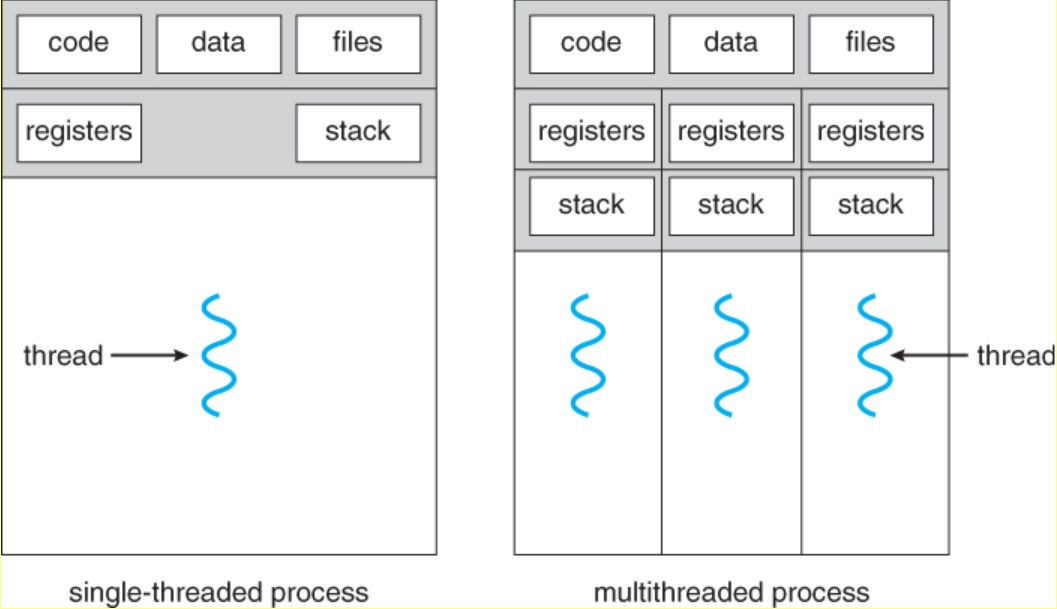 code data files code data files
registers stack registers registers registers
stack stack stack
thread thread
single-threaded process multithreaded process